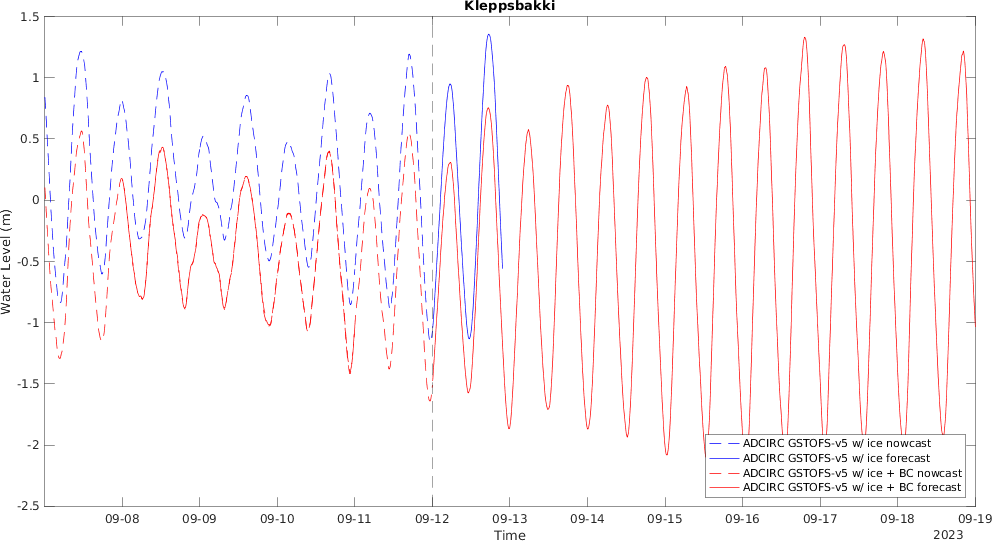 Kleppsbakki
Water Level (m)
1.5
1
0.5
0
-0.5
-1
-1.5
-2
-2.5
ADCIRC GSTOFS-v5 w/ ice nowcast
ADCIRC GSTOFS-v5 w/ ice forecast
ADCIRC GSTOFS-v5 w/ ice + BC nowcast
ADCIRC GSTOFS-v5 w/ ice + BC forecast
09-08 09-09 09-10 09-11 09-12 09-13 09-14 09-15 09-16 09-17 09-18 09-19
Time
2023